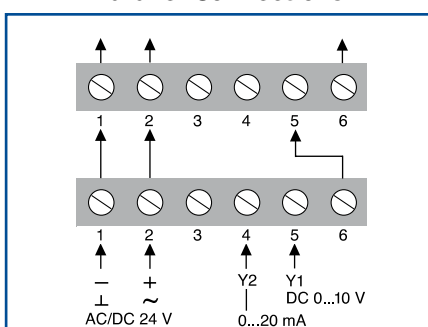 1 2 3 4 5 6
1 2 3 4 5 6
− + Y2 Y1
⊥ ~ DC 0...10 V
AC/DC 24 V 0...20 mA